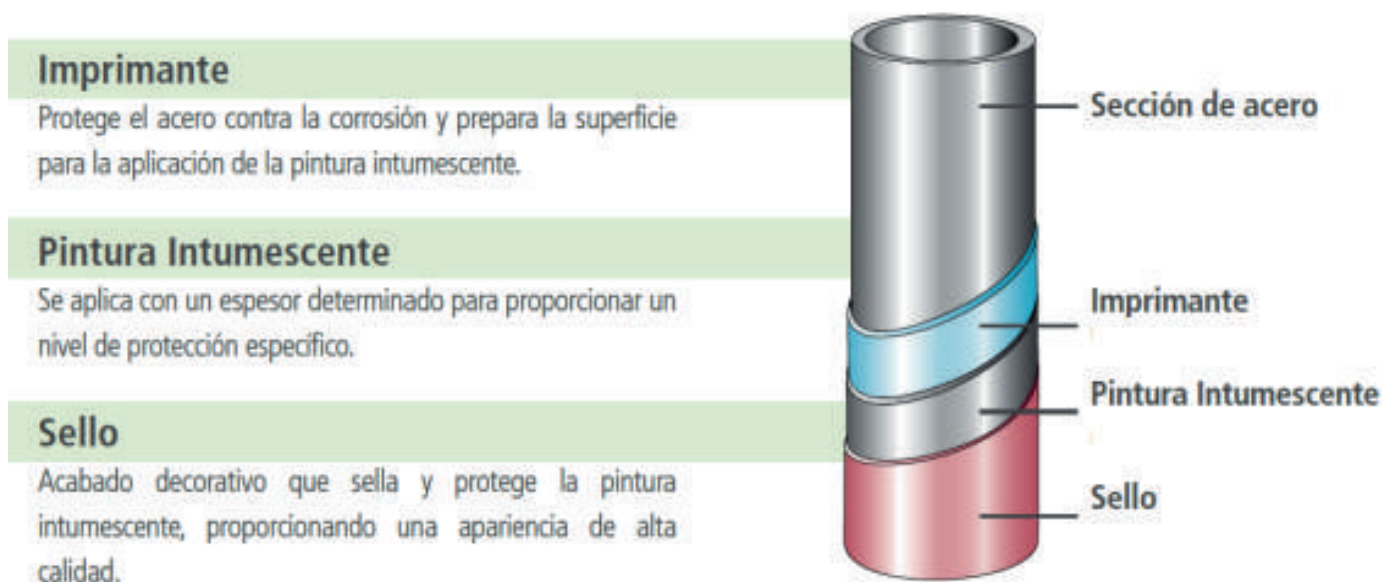 Imprimante
Protege el acero contra la corrosión y prepara la superficie
para la aplicación de la pintura intumescente.
Pintura Intumescente
Se aplica con un espesor determinado para proporcionar un
nivel de protección específico.
Sello
Acabado decorativo que sella y protege la pintura
intumescente, proporcionando una apariencia de alta
calidad.
Sección de acero
Imprimante
Pintura Intumescente
Sello